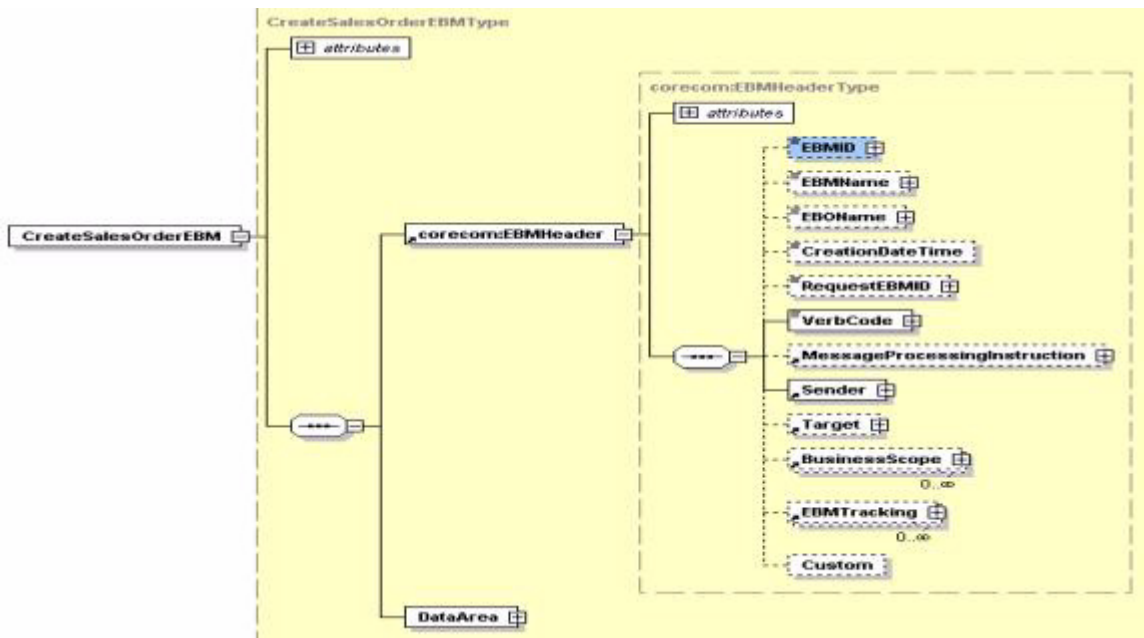 CreateSalesOrderEBMType
attributes
corecom:EBMHeaderType
attributes
EBMID
EBMName
EBOName
CreationDateTime
RequestEBMID
VerbCode
MessageProcessingInstruction
Sender
Target
BusinessScope
0..∞
EBMTracking
0..∞
Custom
CreateSalesOrderEBM
corecom:EBMHeader
DataArea